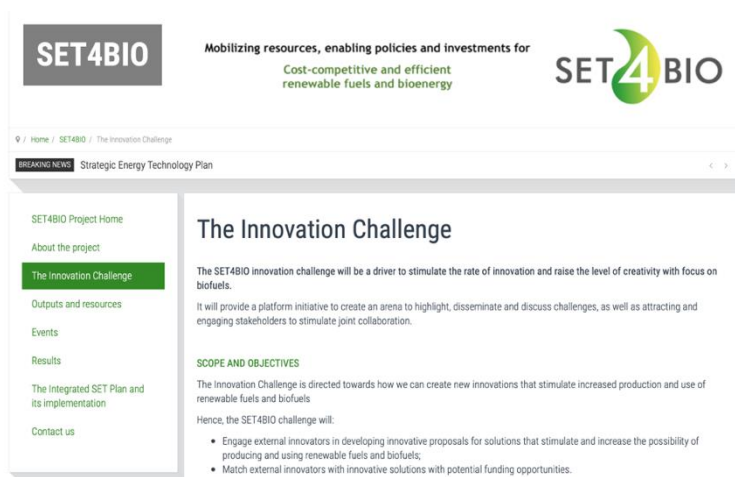 SET4BIO
Mobilizing resources, enabling policies and investments for
Cost-competitive and efficient
renewable fuels and bioenergy
SET4BIO
/ Home / SET4BIO / The Innovation Challenge
BREAKING NEWS Strategic Energy Technology Plan
SET4BIO Project Home
About the project
The Innovation Challenge
Outputs and resources
Events
Results
The Integrated SET Plan and
its implementation
Contact us
The Innovation Challenge
The SET4BIO innovation challenge will be a driver to stimulate the rate of innovation and raise the level of creativity with focus on
biofuels.
It will provide a platform initiative to create an arena to highlight, disseminate and discuss challenges, as well as attracting and
engaging stakeholders to stimulate joint collaboration.
SCOPE AND OBJECTIVES
The Innovation Challenge is directed towards how we can create new innovations that stimulate increased production and use of
renewable fuels and biofuels
Hence, the SET4BIO challenge will:
• Engage external innovators in developing innovative proposals for solutions that stimulate and increase the possibility of
producing and using renewable fuels and biofuels;
• Match external innovators with innovative solutions with potential funding opportunities.